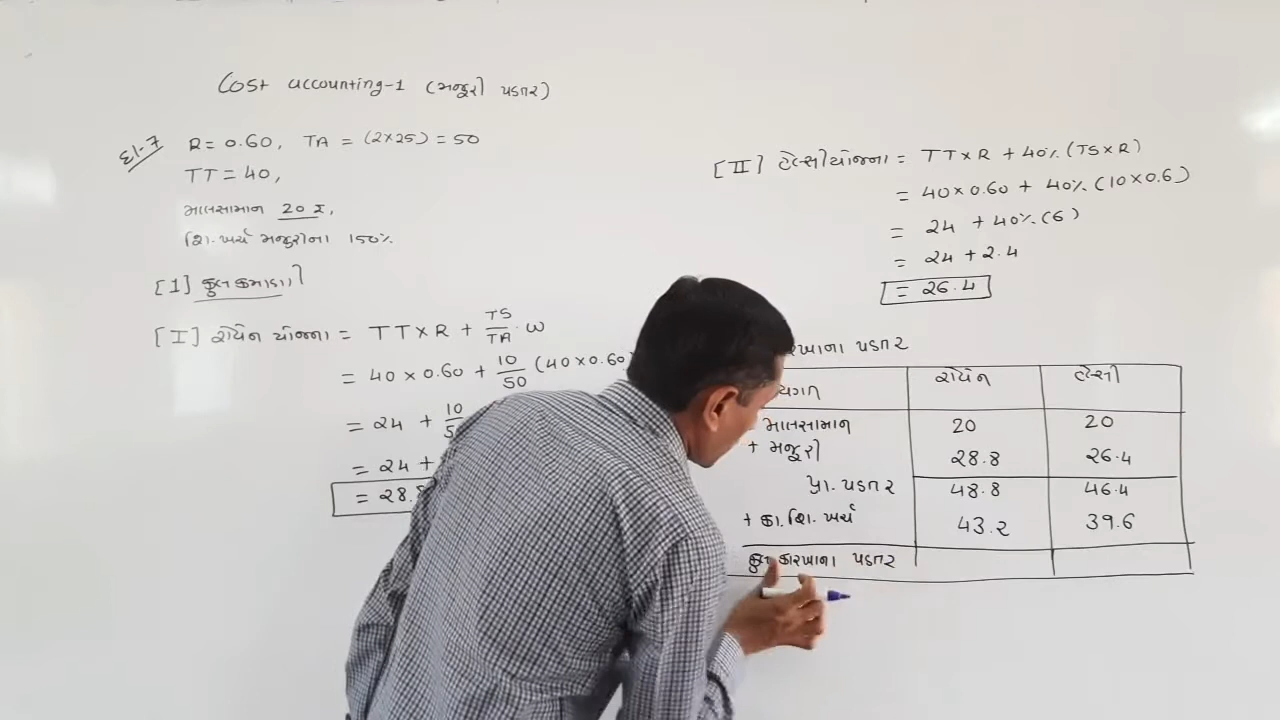 Cost accounting-1 (મજૂરી પડતર)
દા-7
R = 0.60, TA = (2×25) = 50
TT = 40,
માલસામાન 20 રૂ,
શિ. ખર્ચ મજૂરીના 150%
[1] કુલ કમાણી
[I] રોવેન યોજના = TT × R + TS/TA · W
= 40 × 0.60 + 10/50 (40 × 0.60)
= 24 + 10
= 24 +
= 28.8
[II] હેલ્સી યોજના = TT × R + 40% (TS × R)
= 40 × 0.60 + 40% (10 × 0.6)
= 24 + 40% (6)
= 24 + 2.4
= 26.4
પડતર
રોવેન હેલ્સી
માલસામાન 20 20
+ મજૂરી 28.8 26.4
પ્રા. પડતર 48.8 46.4
+ કા. શિ. ખર્ચ 43.2 39.6
કુલ કારખાના પડતર